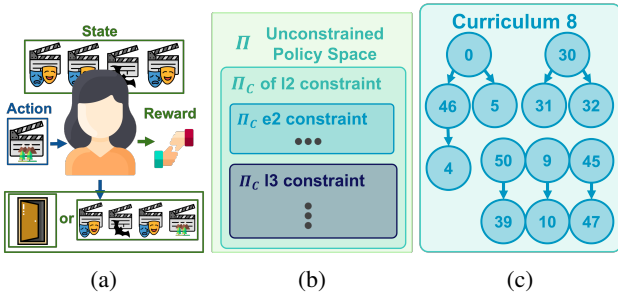 State
Action
Reward
or
(a)
Π Unconstrained
Policy Space
Π_C of l2 constraint
Π_C e2 constraint
•••
Π_C l3 constraint
(b)
Curriculum 8
0 30
46 5 31 32
4 50 9 45
39 10 47
(c)